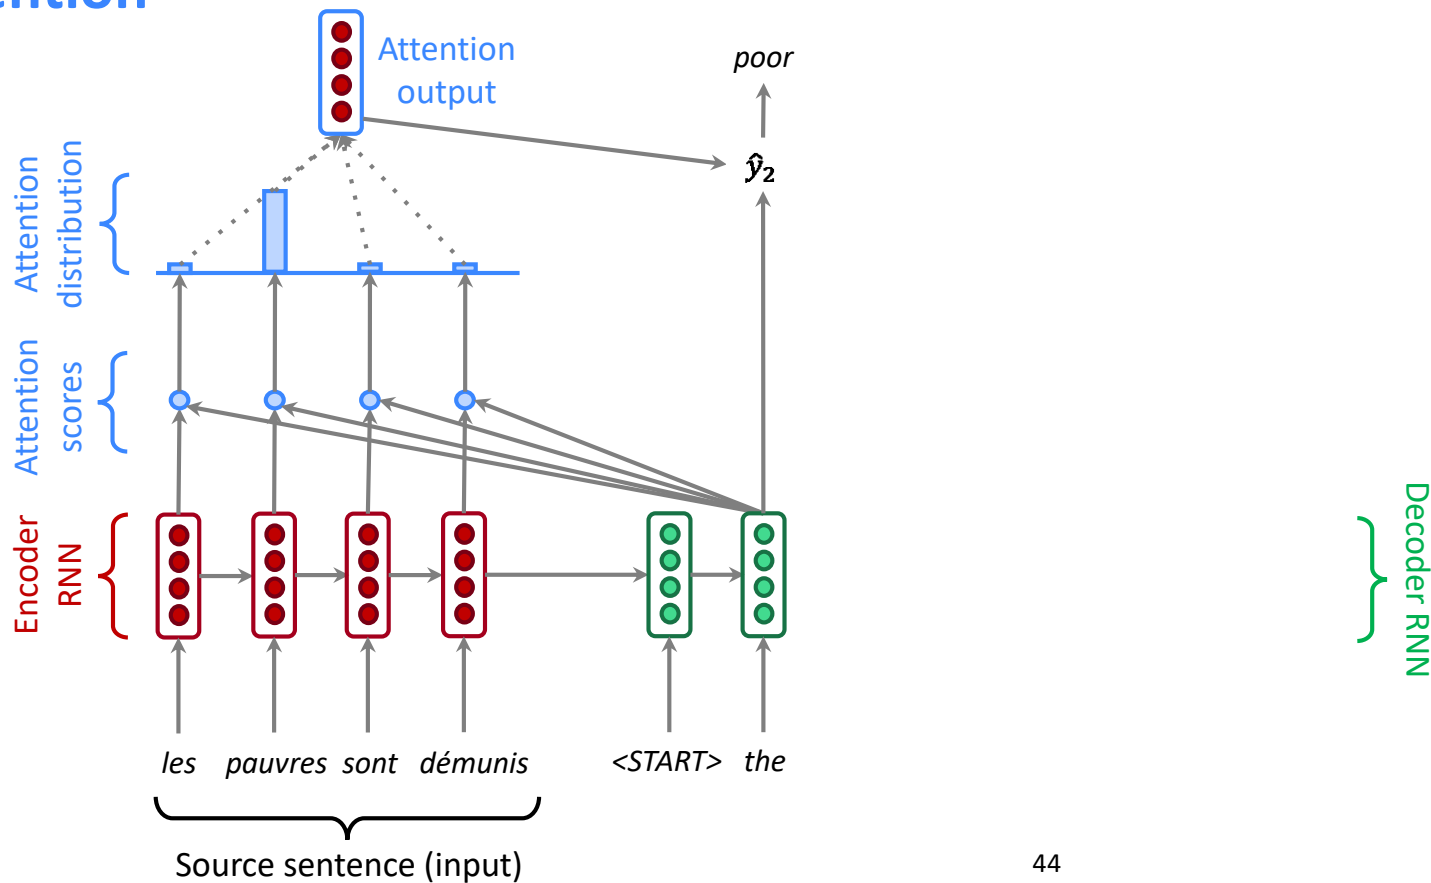 ention
Attention
output
poor
ŷ₂
Attention
distribution
Attention
scores
Encoder
RNN
Decoder RNN
les pauvres sont démunis <START> the
Source sentence (input)
44